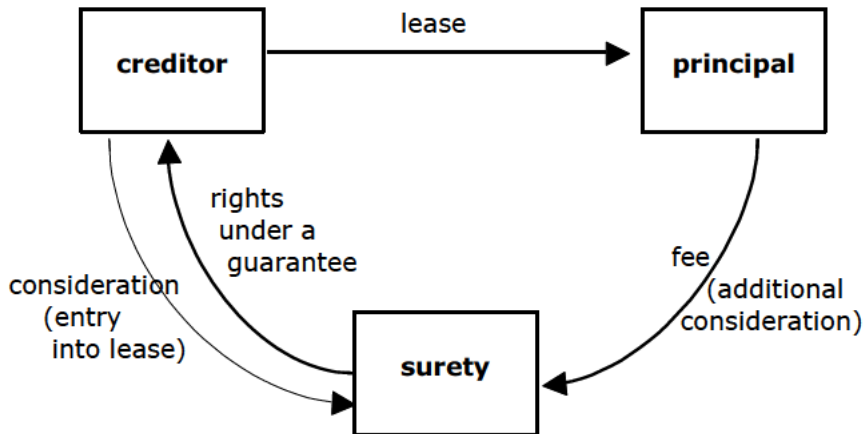 lease
creditor
principal
rights
under a
guarantee
consideration
(entry
into lease)
fee
(additional
consideration)
surety